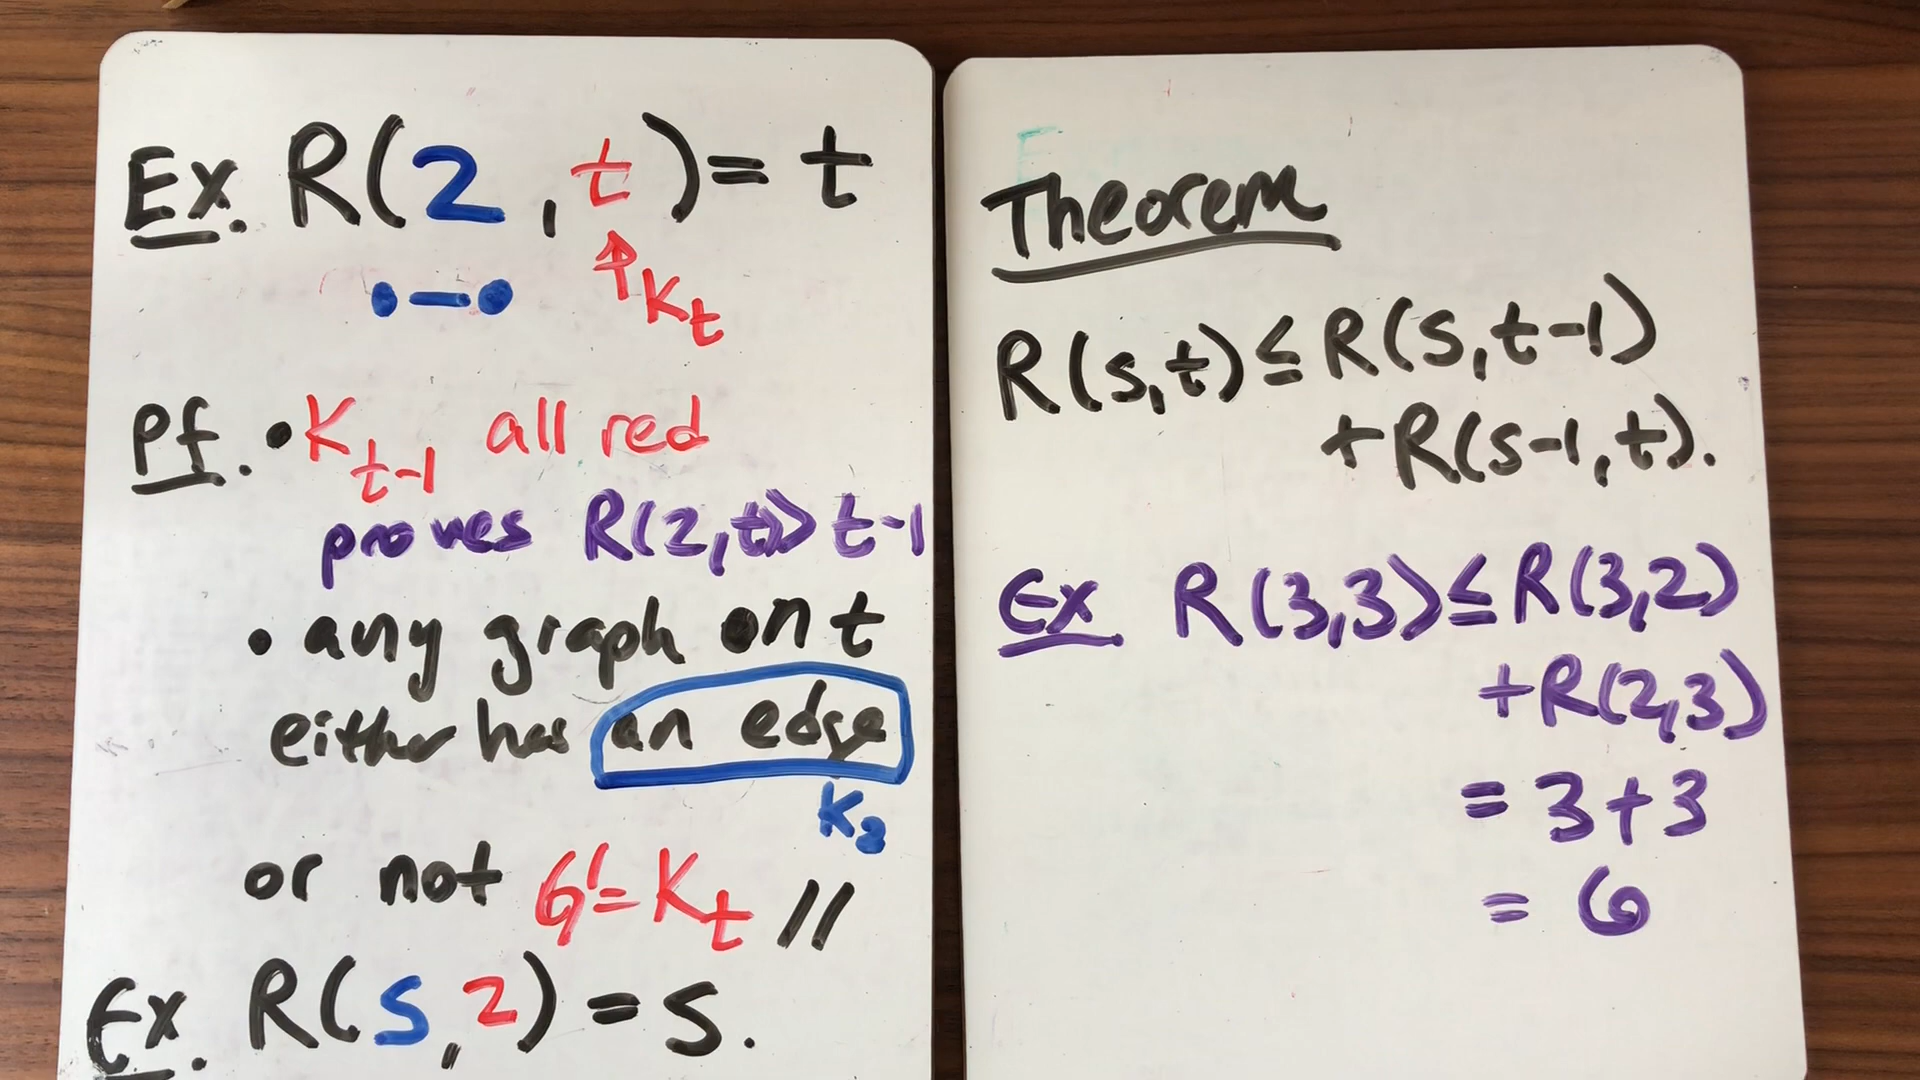 Ex. R(2,t)= t
↑K_t
Pf. • K_{t-1} all red
proves R(2,t)>t-1
• any graph on t
either has an edge
K_2
or not G'=K_t //
Ex. R(s,2)=s.
Theorem
R(s,t)≤R(s,t-1)
+R(s-1,t).
Ex R(3,3)≤R(3,2)
+R(2,3)
= 3+3
= 6